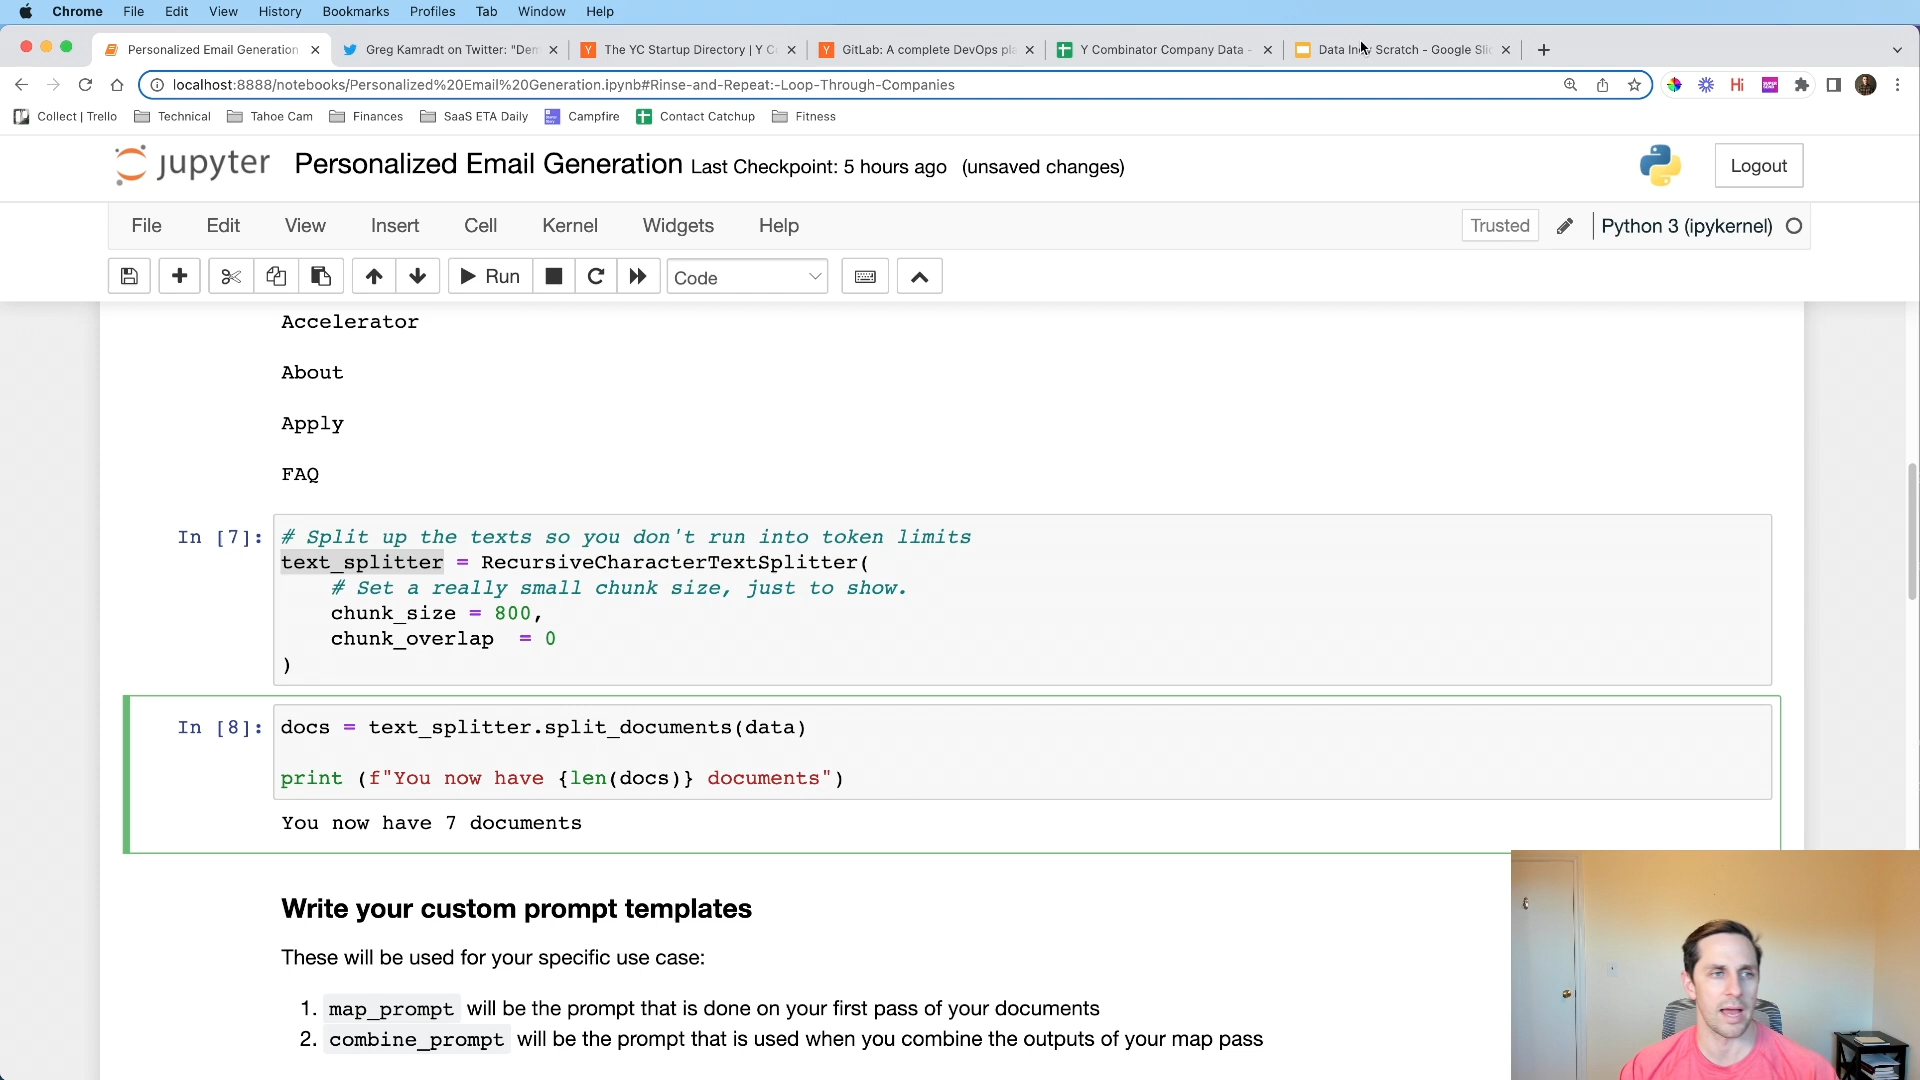 Chrome File Edit View History Bookmarks Profiles Tab Window Help
Personalized Email Generation Greg Kamradt on Twitter: "Dem The YC Startup Directory | Y C GitLab: A complete DevOps pla Y Combinator Company Data - Data Scratch - Google Slic
localhost:8888/notebooks/Personalized%20Email%20Generation.ipynb#Rinse-and-Repeat:-Loop-Through-Companies
Hi
Collect | Trello Technical Tahoe Cam Finances SaaS ETA Daily Campfire Contact Catchup Fitness
jupyter Personalized Email Generation Last Checkpoint: 5 hours ago (unsaved changes) Logout
File Edit View Insert Cell Kernel Widgets Help Trusted Python 3 (ipykernel)
Run Code
Accelerator
About
Apply
FAQ
In [7]: # Split up the texts so you don't run into token limits
text_splitter = RecursiveCharacterTextSplitter(
# Set a really small chunk size, just to show.
chunk_size = 800,
chunk_overlap = 0
)
In [8]: docs = text_splitter.split_documents(data)
print (f"You now have {len(docs)} documents")
You now have 7 documents
Write your custom prompt templates
These will be used for your specific use case:
1. map_prompt will be the prompt that is done on your first pass of your documents
2. combine_prompt will be the prompt that is used when you combine the outputs of your map pass